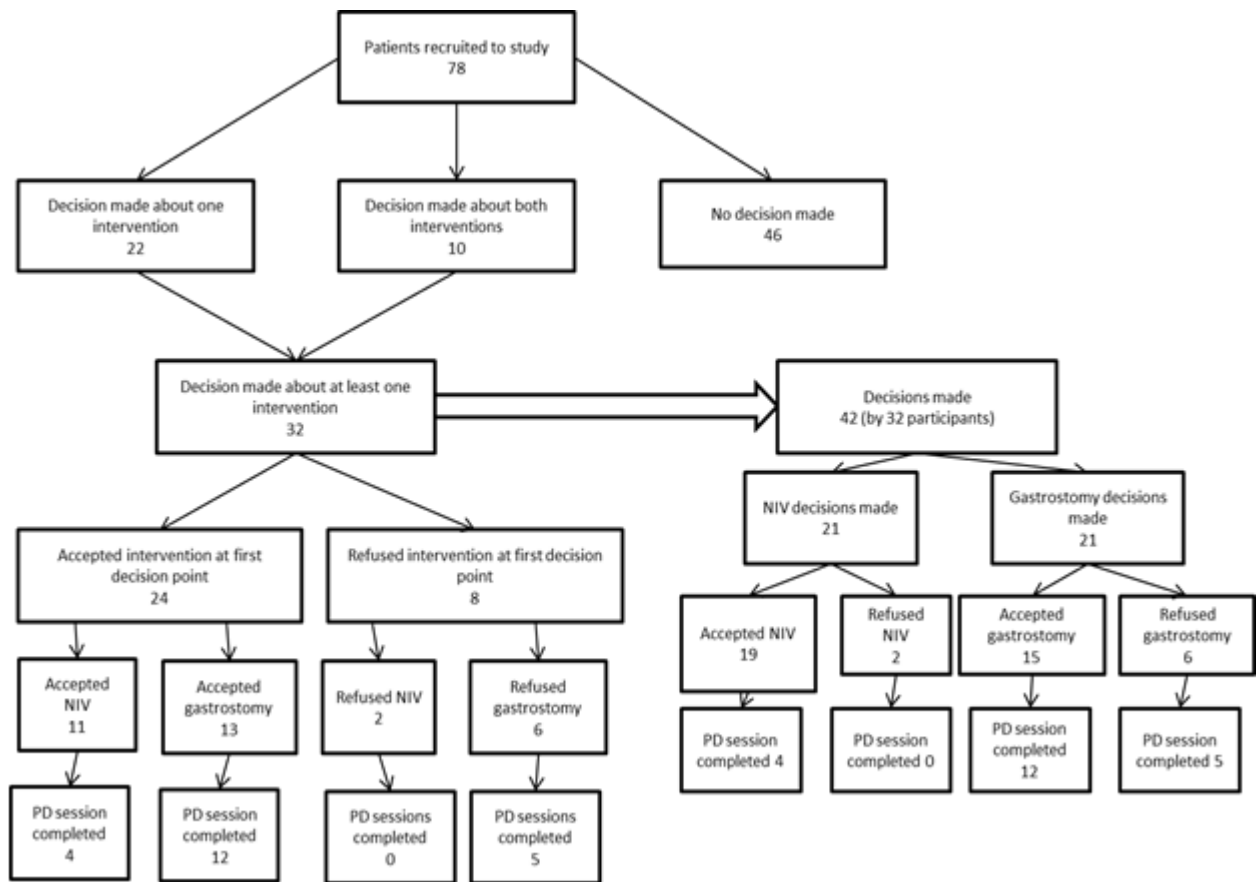 Patients recruited to study
78
Decision made about one
intervention
22
Decision made about both
interventions
10
No decision made
46
Decision made about at least one
intervention
32
Decisions made
42 (by 32 participants)
NIV decisions made
21
Gastrostomy decisions
made
21
Accepted intervention at first
decision point
24
Refused intervention at first decision
point
8
Accepted NIV
19
Refused
NIV
2
Accepted
gastrostomy
15
Refused
gastrostomy
6
Accepted
NIV
11
Accepted
gastrostomy
13
Refused NIV
2
Refused
gastrostomy
6
PD session
completed 4
PD session
completed 0
PD session
completed
12
PD session
completed 5
PD session
completed
4
PD session
completed
12
PD sessions
completed
0
PD sessions
completed
5